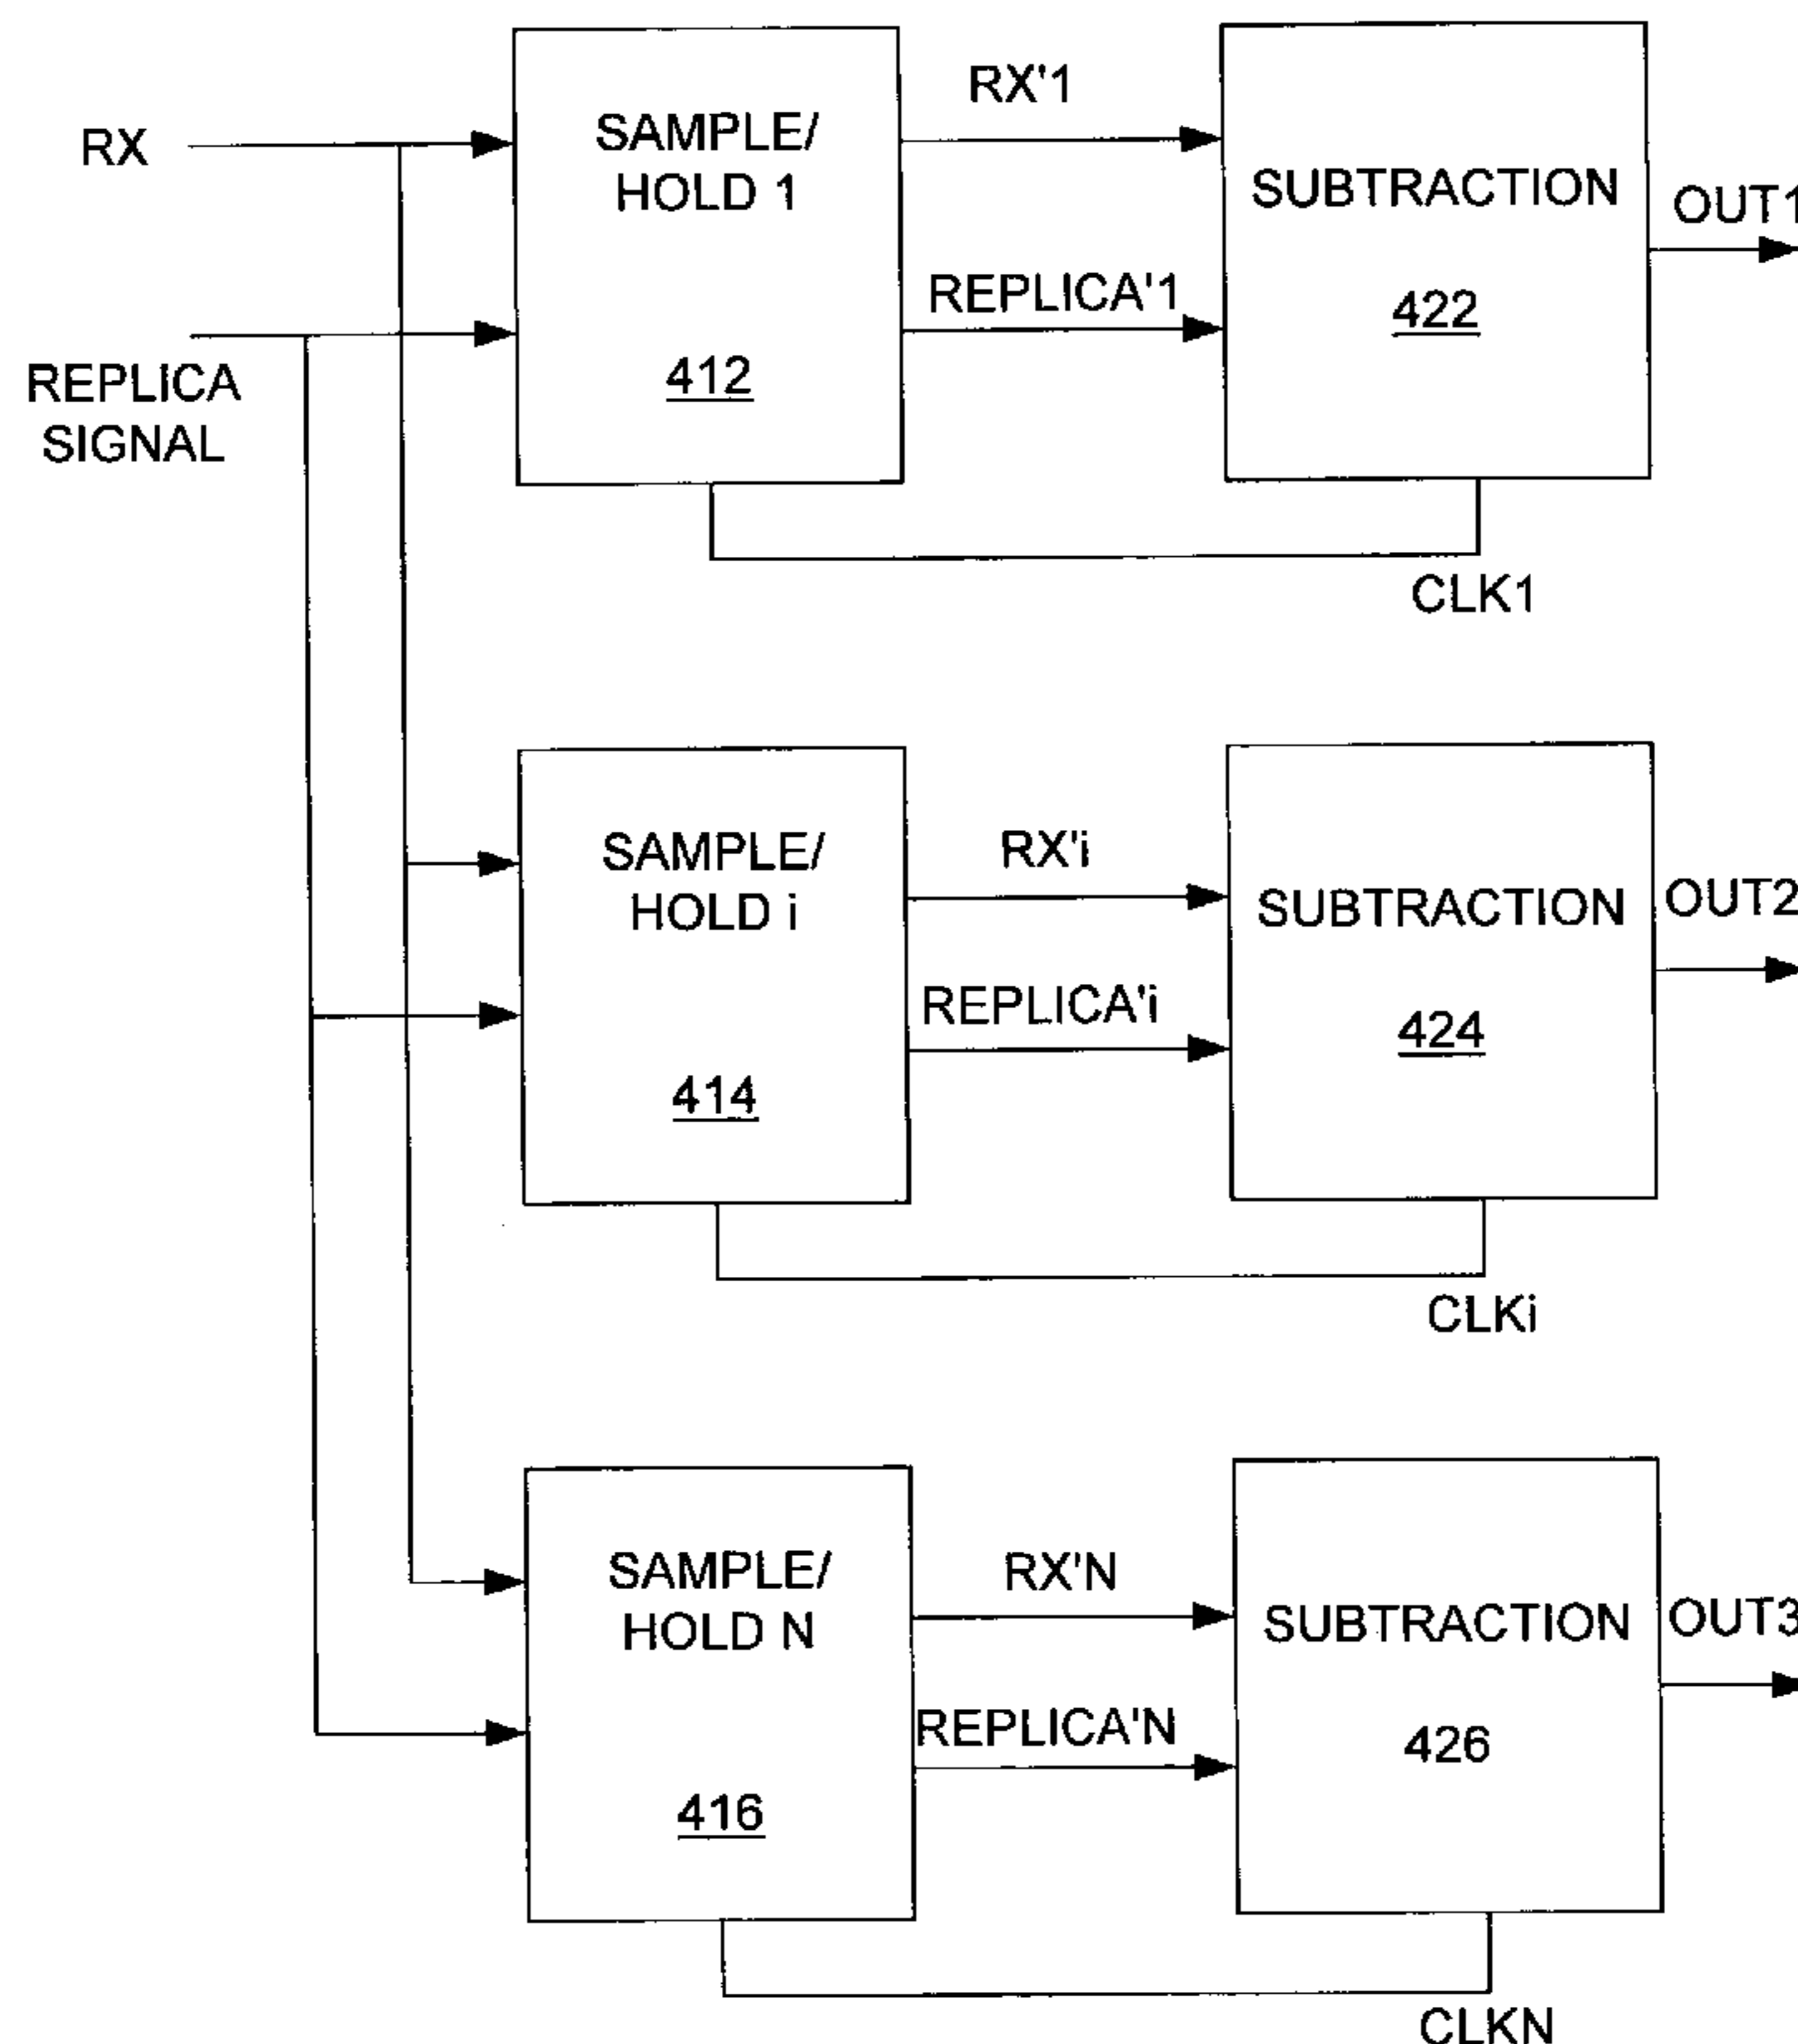 RX
REPLICA
SIGNAL
SAMPLE/
HOLD 1
412
RX'1
REPLICA'1
SUBTRACTION
422
OUT1
CLK1
SAMPLE/
HOLD i
414
RX'i
REPLICA'i
SUBTRACTION
424
OUT2
CLKi
SAMPLE/
HOLD N
416
RX'N
REPLICA'N
SUBTRACTION
426
OUT3
CLKN